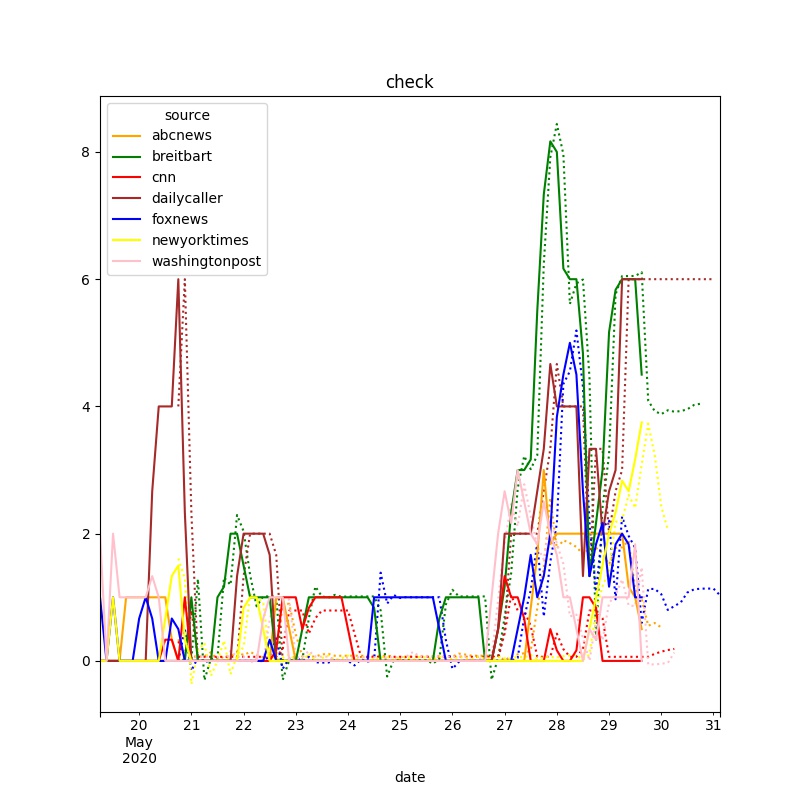 check
source
abcnews
breitbart
cnn
dailycaller
foxnews
newyorktimes
washingtonpost
8
6
4
2
0
20 21 22 23 24 25 26 27 28 29 30 31
May
2020
date